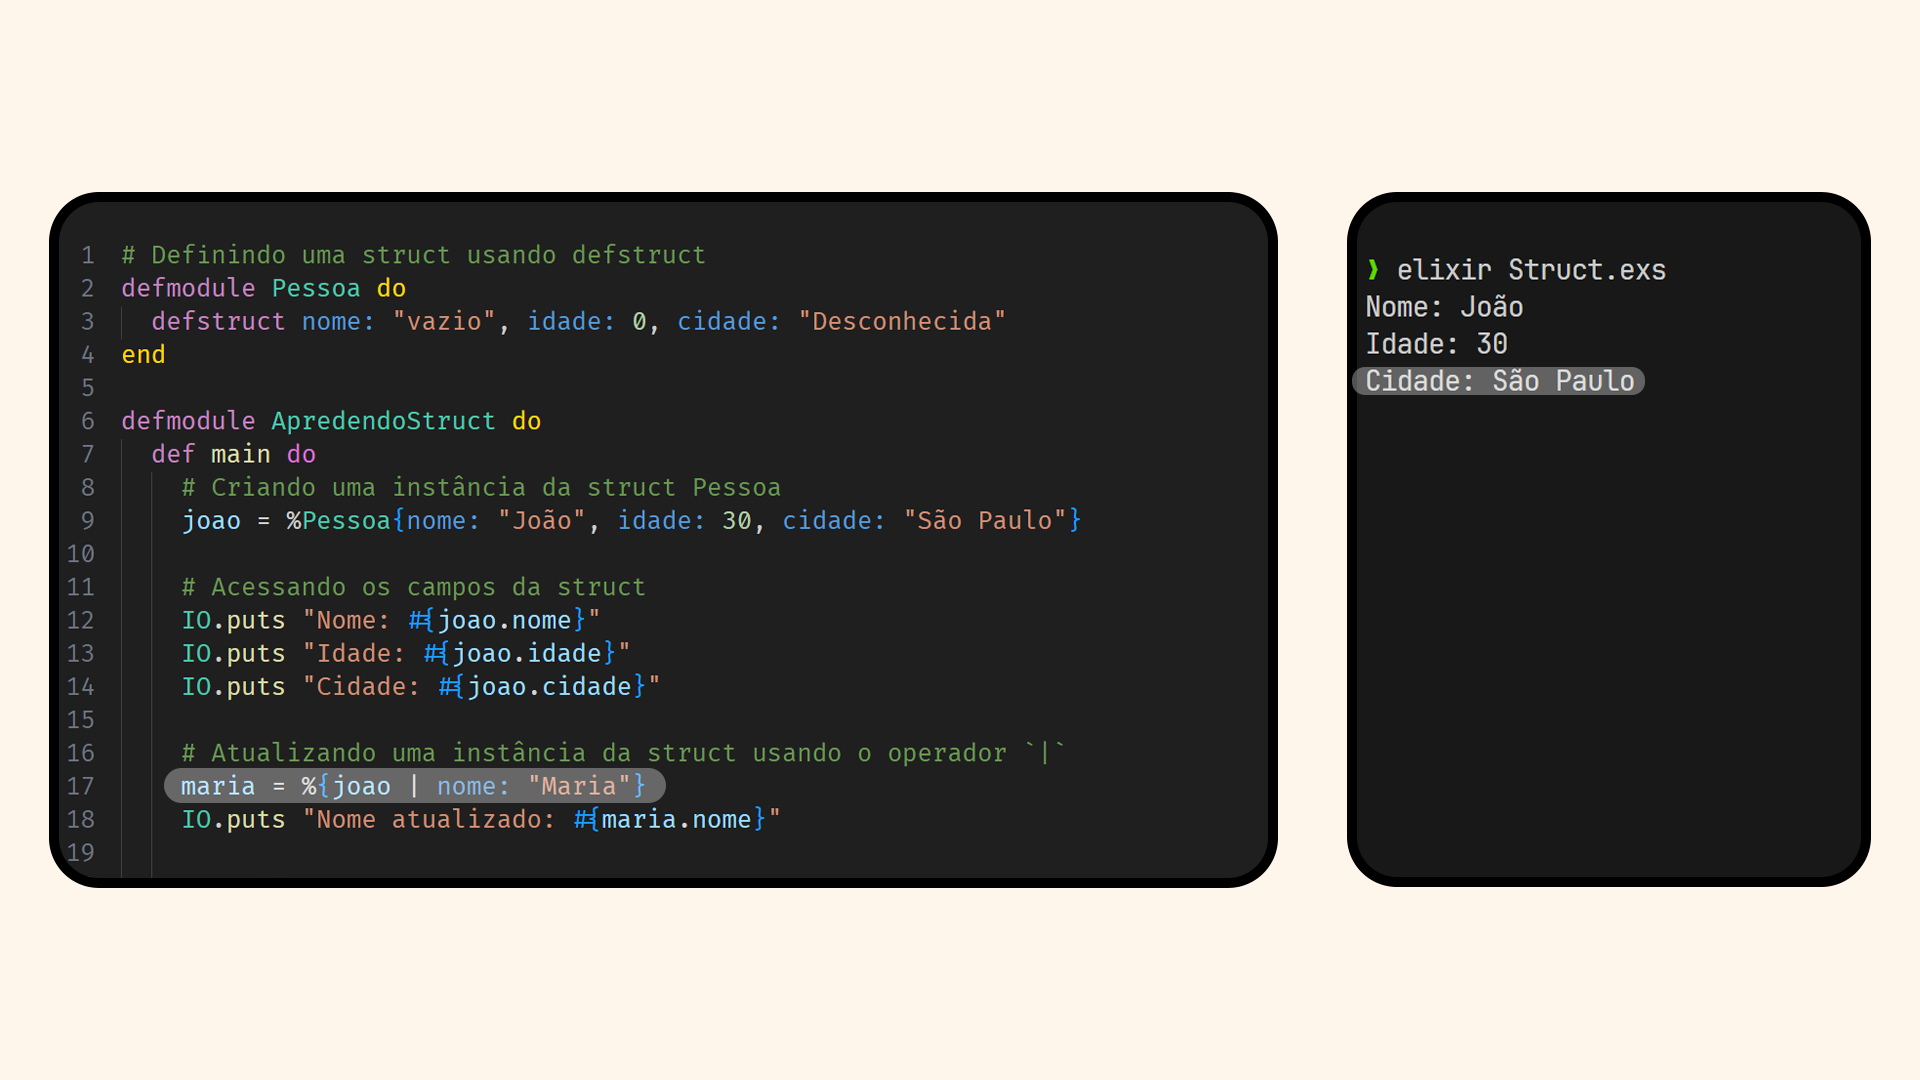 1 # Definindo uma struct usando defstruct
2 defmodule Pessoa do
3 defstruct nome: "vazio", idade: 0, cidade: "Desconhecida"
4 end
5
6 defmodule ApredendoStruct do
7 def main do
8 # Criando uma instância da struct Pessoa
9 joao = %Pessoa{nome: "João", idade: 30, cidade: "São Paulo"}
10
11 # Acessando os campos da struct
12 IO.puts "Nome: #{joao.nome}"
13 IO.puts "Idade: #{joao.idade}"
14 IO.puts "Cidade: #{joao.cidade}"
15
16 # Atualizando uma instância da struct usando o operador `|`
17 maria = %{joao | nome: "Maria"}
18 IO.puts "Nome atualizado: #{maria.nome}"
19
❱ elixir Struct.exs
Nome: João
Idade: 30
Cidade: São Paulo